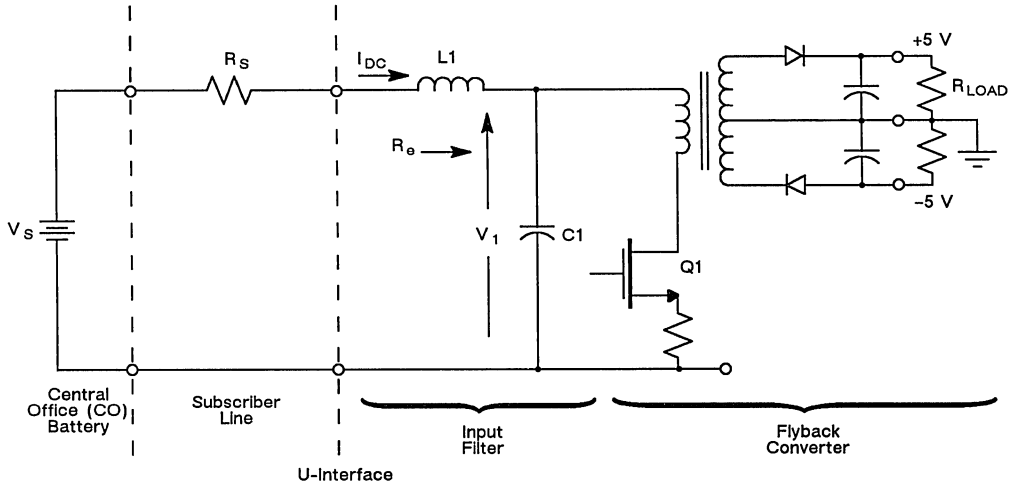 R_S
I_DC
L1
+5 V
R_LOAD
R_e
V_S
V_1
C1
Q1
–5 V
Central
Office (CO)
Battery
Subscriber
Line
Input
Filter
Flyback
Converter
U-Interface